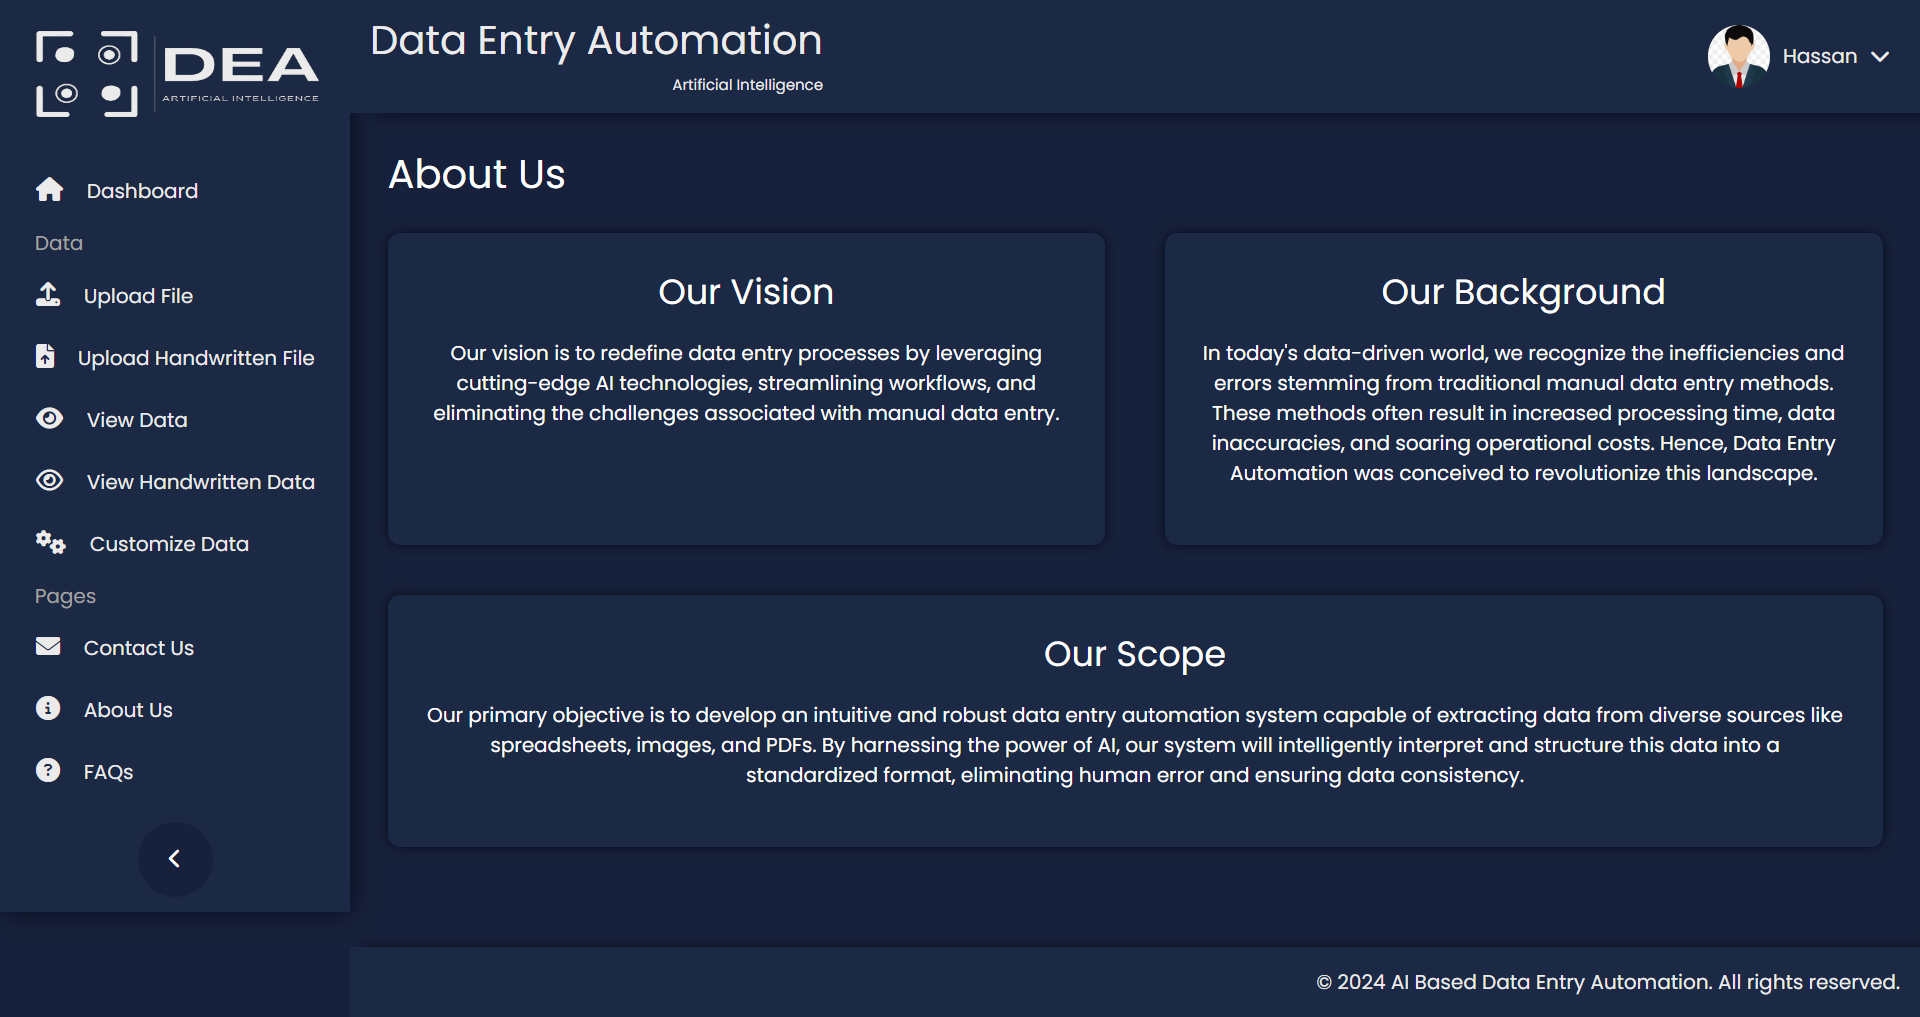 DEA
ARTIFICIAL INTELLIGENCE
Data Entry Automation
Artificial Intelligence
Hassan
Dashboard
Data
Upload File
Upload Handwritten File
View Data
View Handwritten Data
Customize Data
Pages
Contact Us
About Us
FAQs
About Us
Our Vision
Our vision is to redefine data entry processes by leveraging
cutting-edge AI technologies, streamlining workflows, and
eliminating the challenges associated with manual data entry.
Our Background
In today's data-driven world, we recognize the inefficiencies and
errors stemming from traditional manual data entry methods.
These methods often result in increased processing time, data
inaccuracies, and soaring operational costs. Hence, Data Entry
Automation was conceived to revolutionize this landscape.
Our Scope
Our primary objective is to develop an intuitive and robust data entry automation system capable of extracting data from diverse sources like
spreadsheets, images, and PDFs. By harnessing the power of AI, our system will intelligently interpret and structure this data into a
standardized format, eliminating human error and ensuring data consistency.
© 2024 AI Based Data Entry Automation. All rights reserved.